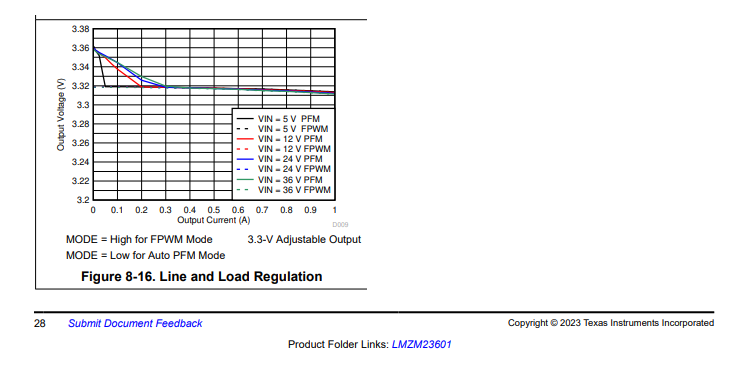 3.38
3.36
3.34
3.32
3.3
3.28
3.26
3.24
3.22
3.2
Output Voltage (V)
VIN = 5 V PFM
VIN = 5 V FPWM
VIN = 12 V PFM
VIN = 12 V FPWM
VIN = 24 V PFM
VIN = 24 V FPWM
VIN = 36 V PFM
VIN = 36 V FPWM
0 0.1 0.2 0.3 0.4 0.5 0.6 0.7 0.8 0.9 1
Output Current (A)
D009
MODE = High for FPWM Mode 3.3-V Adjustable Output
MODE = Low for Auto PFM Mode
Figure 8-16. Line and Load Regulation
28 Submit Document Feedback Copyright © 2023 Texas Instruments Incorporated
Product Folder Links: LMZM23601